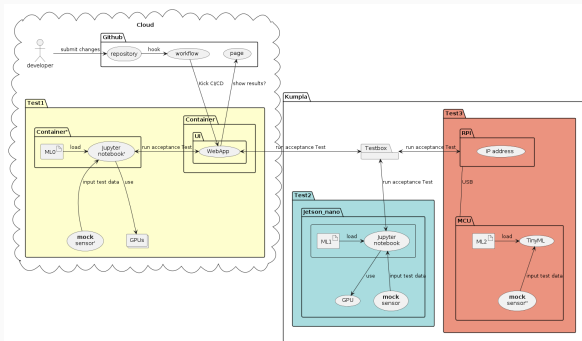 Cloud
Github
developer
submit changes
repository
hook
workflow
page
Kick CI/CD
show results?
Test1
Container'
ML0
load
Jupyter
notebook'
run acceptance Test
Container
UI
WebApp
input test data
use
mock
sensor'
GPUs
Kumpla
run acceptance Test
Testbox
run acceptance Test
run acceptance Test
Test2
Jetson_nano
ML1
load
Jupyter
notebook
use
input test data
GPU
mock
sensor
Test3
RPI
IP address
USB
MCU
ML2
load
TinyML
input test data
mock
sensor"